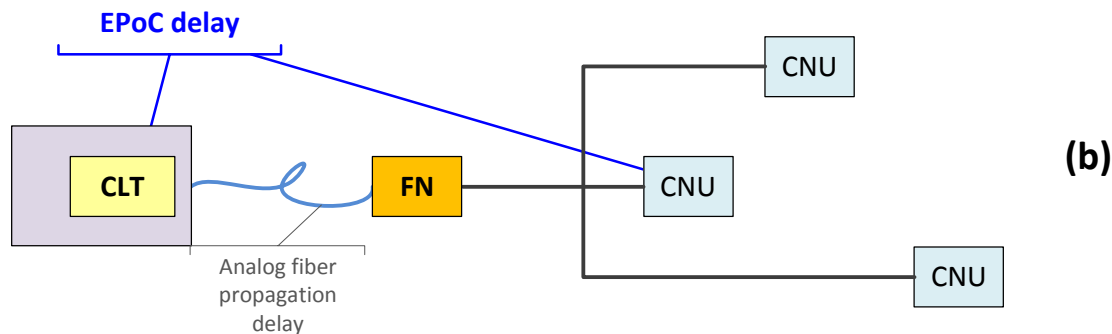 EPoC delay
CNU
CLT
FN
CNU
(b)
Analog fiber
propagation
delay
CNU